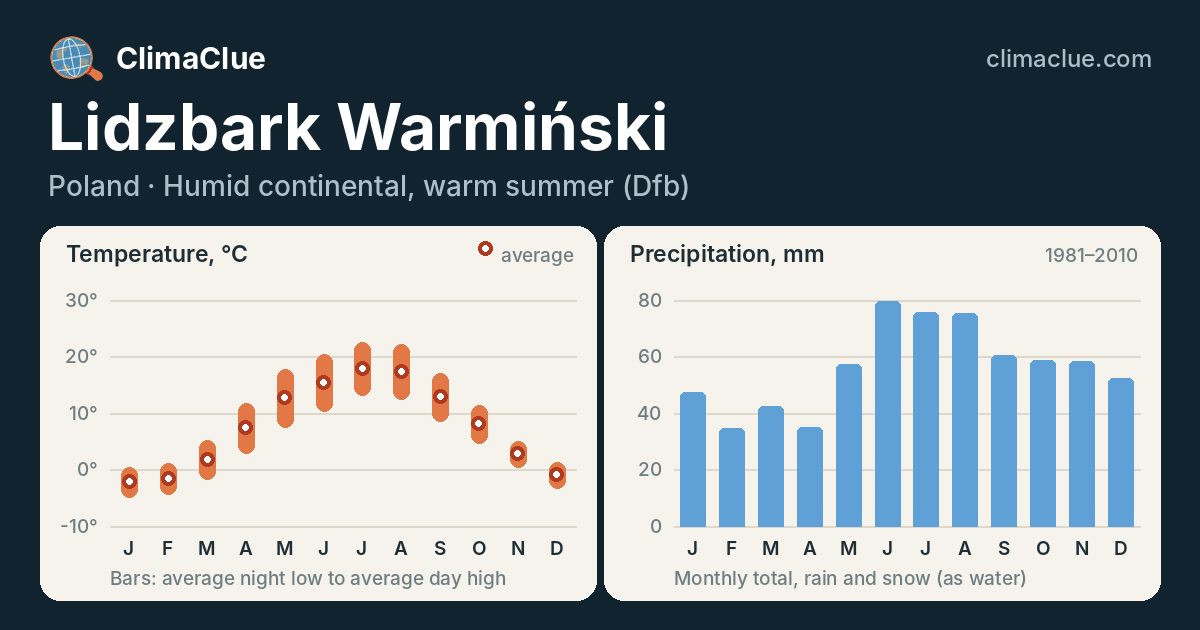 ClimaClue
climaclue.com
Lidzbark Warmiński
Poland · Humid continental, warm summer (Dfb)
Temperature, °C
average
30°
20°
10°
0°
-10°
J F M A M J J A S O N D
Bars: average night low to average day high
Precipitation, mm
1981–2010
80
60
40
20
0
J F M A M J J A S O N D
Monthly total, rain and snow (as water)